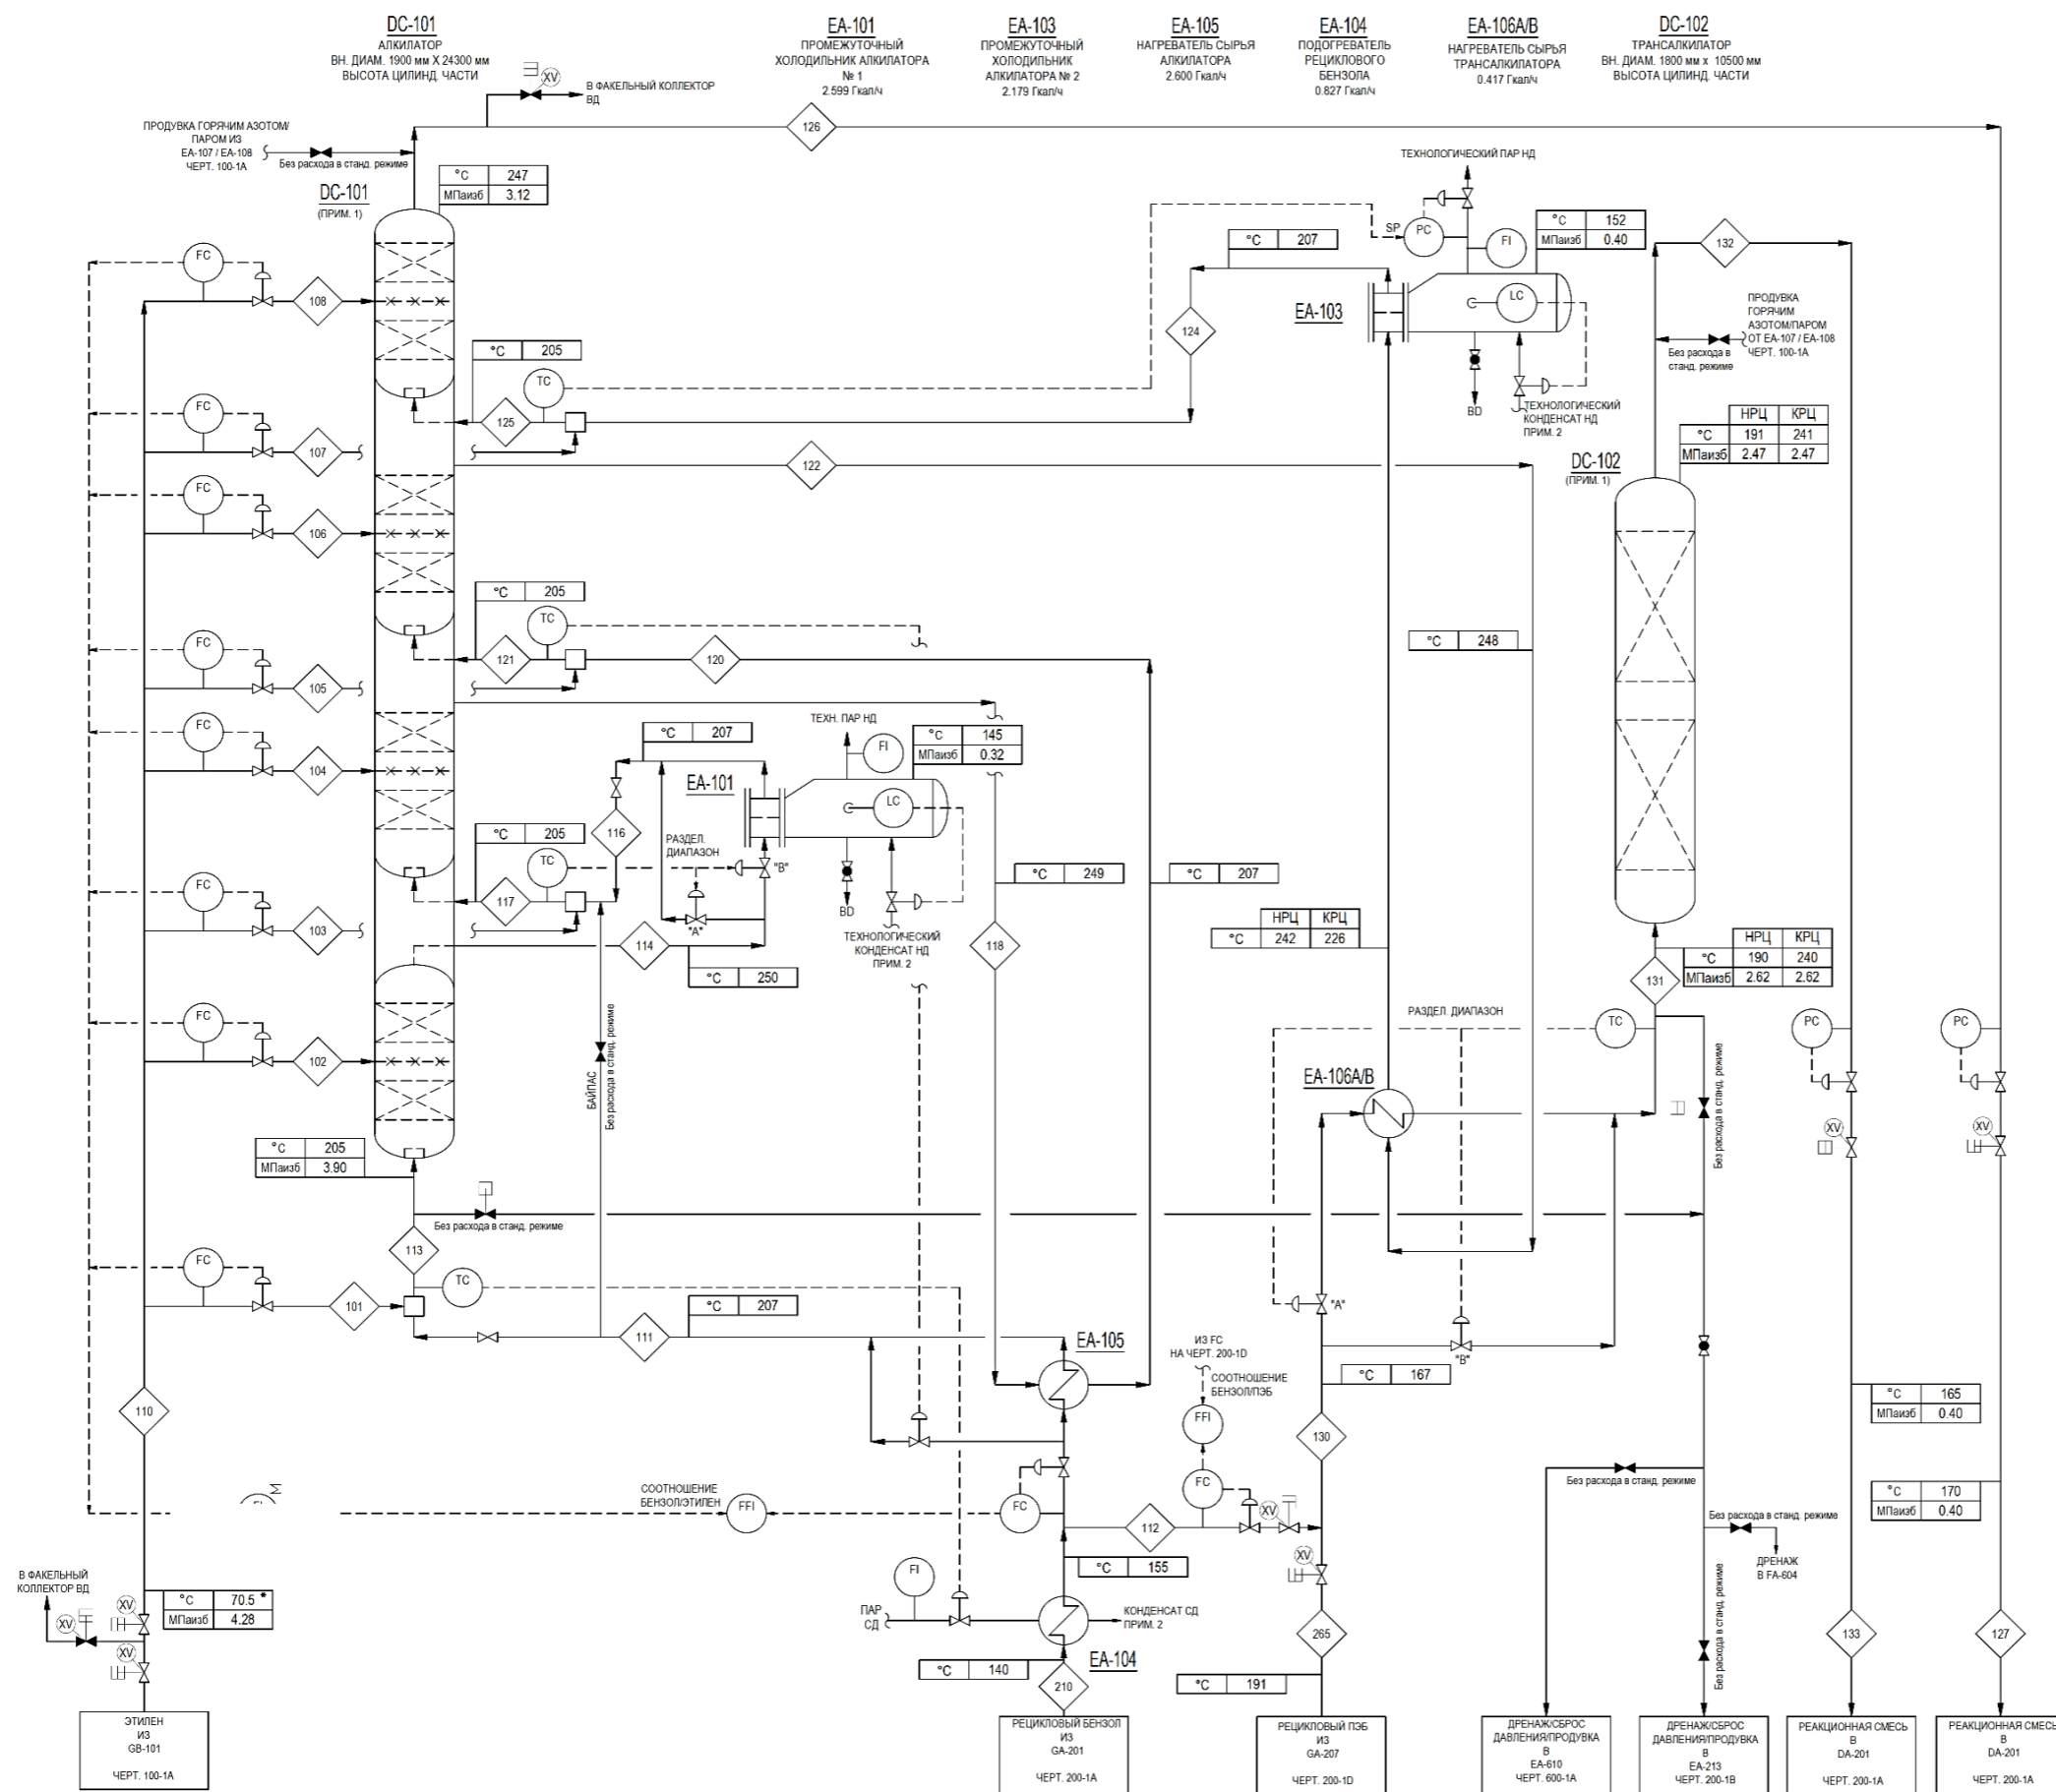 DC-101
АЛКИЛАТОР
ВН. ДИАМ. 1900 мм X 24300 мм
ВЫСОТА ЦИЛИНД. ЧАСТИ
EA-101
ПРОМЕЖУТОЧНЫЙ
ХОЛОДИЛЬНИК АЛКИЛАТОРА
№ 1
2.599 Гкал/ч
EA-103
ПРОМЕЖУТОЧНЫЙ
ХОЛОДИЛЬНИК
АЛКИЛАТОРА № 2
2.179 Гкал/ч
EA-105
НАГРЕВАТЕЛЬ СЫРЬЯ
АЛКИЛАТОРА
2.600 Гкал/ч
EA-104
ПОДОГРЕВАТЕЛЬ
РЕЦИКЛОВОГО
БЕНЗОЛА
0.827 Гкал/ч
EA-106A/B
НАГРЕВАТЕЛЬ СЫРЬЯ
ТРАНСАЛКИЛАТОРА
0.417 Гкал/ч
DC-102
ТРАНСАЛКИЛАТОР
ВН. ДИАМ. 1800 мм x 10500 мм
ВЫСОТА ЦИЛИНД. ЧАСТИ
XV
В ФАКЕЛЬНЫЙ КОЛЛЕКТОР
ВД
126
ПРОДУВКА ГОРЯЧИМ АЗОТОМ/
ПАРОМ ИЗ
EA-107 / EA-108
ЧЕРТ. 100-1А
Без расхода в станд. режиме
°C 247
МПаизб 3.12
DC-101
(ПРИМ. 1)
ТЕХНОЛОГИЧЕСКИЙ ПАР НД
SP
PC
FI
°C 152
МПаизб 0.40
°C 207
LC
EA-103
BD
ТЕХНОЛОГИЧЕСКИЙ
КОНДЕНСАТ НД
ПРИМ. 2
132
ПРОДУВКА
ГОРЯЧИМ
АЗОТОМ/ПАРОМ
ОТ EA-107 / EA-108
ЧЕРТ. 100-1А
Без расхода в
станд. режиме
FC
108
124
°C 205
TC
125
FC
107
122
НРЦ КРЦ
°C 191 241
МПаизб 2.47 2.47
DC-102
(ПРИМ. 1)
FC
106
°C 205
TC
121
120
°C 248
FC
105
FC
104
°C 207
ТЕХН. ПАР НД
FI
°C 145
МПаизб 0.32
EA-101
LC
116
°C 205
TC
РАЗДЕЛ.
ДИАПАЗОН
"B"
"A"
117
BD
ТЕХНОЛОГИЧЕСКИЙ
КОНДЕНСАТ НД
ПРИМ. 2
°C 249
°C 207
FC
103
114
°C 250
118
НРЦ КРЦ
°C 242 226
НРЦ КРЦ
°C 190 240
МПаизб 2.62 2.62
131
РАЗДЕЛ. ДИАПАЗОН
TC
FC
102
БАЙПАС
Без расхода в станд. режиме
EA-106A/B
Без расхода в станд. режиме
PC
PC
XV
XV
°C 205
МПаизб 3.90
Без расхода в станд. режиме
113
FC
101
TC
°C 207
111
EA-105
"A"
"B"
ИЗ FC
НА ЧЕРТ. 200-1D
СООТНОШЕНИЕ
БЕНЗОЛ/ПЭБ
FFI
°C 167
°C 165
МПаизб 0.40
110
130
СООТНОШЕНИЕ
БЕНЗОЛ/ЭТИЛЕН
FFI
FC
FC
XV
112
Без расхода в станд. режиме
°C 170
МПаизб 0.40
Без расхода в станд. режиме
ДРЕНАЖ
В FA-604
Без расхода в станд. режиме
В ФАКЕЛЬНЫЙ
КОЛЛЕКТОР ВД
XV
XV
XV
°C 70.5 *
МПаизб 4.28
FI
ПАР
СД
°C 155
КОНДЕНСАТ СД
ПРИМ. 2
XV
EA-104
°C 140
210
265
°C 191
133
127
ЭТИЛЕН
ИЗ
GB-101
ЧЕРТ. 100-1А
РЕЦИКЛОВЫЙ БЕНЗОЛ
ИЗ
GA-201
ЧЕРТ. 200-1А
РЕЦИКЛОВЫЙ ПЭБ
ИЗ
GA-207
ЧЕРТ. 200-1D
ДРЕНАЖ/СБРОС
ДАВЛЕНИЯ/ПРОДУВКА
В
EA-610
ЧЕРТ. 600-1А
ДРЕНАЖ/СБРОС
ДАВЛЕНИЯ/ПРОДУВКА
В
EA-213
ЧЕРТ. 200-1В
РЕАКЦИОННАЯ СМЕСЬ
В
DA-201
ЧЕРТ. 200-1А
РЕАКЦИОННАЯ СМЕСЬ
В
DA-201
ЧЕРТ. 200-1А